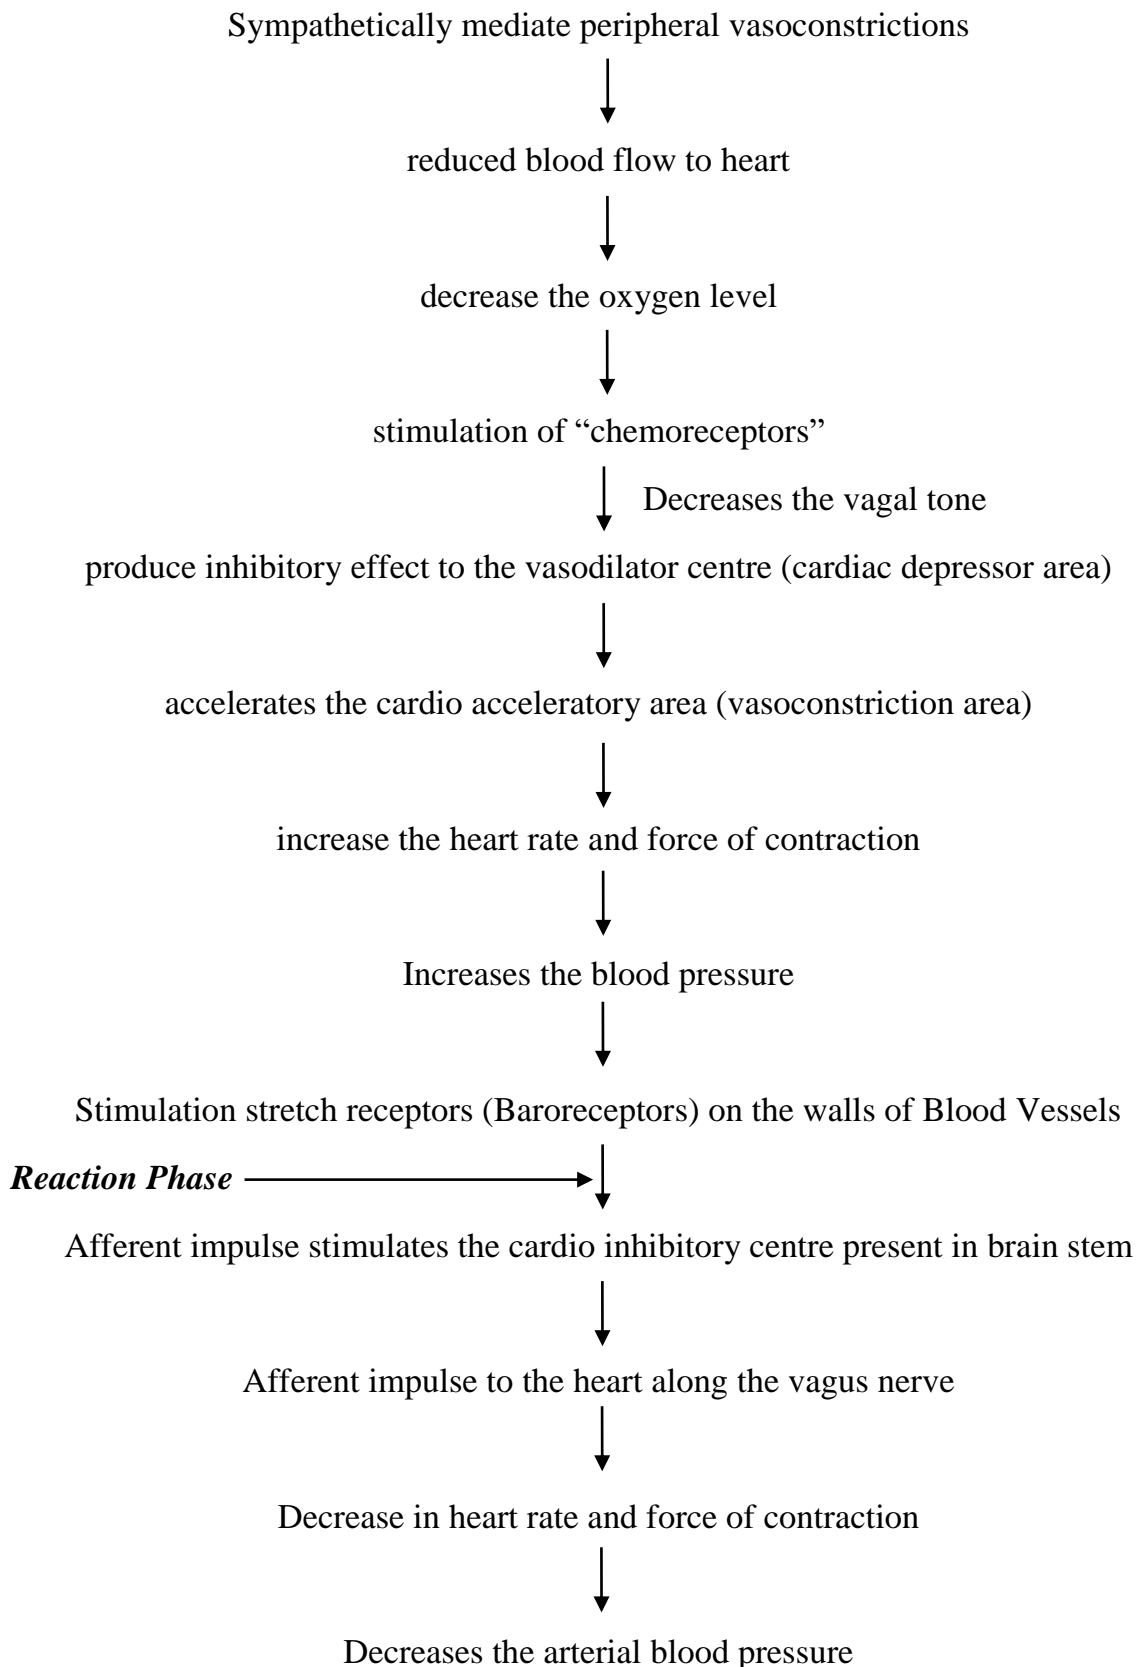 Sympathetically mediate peripheral vasoconstrictions
reduced blood flow to heart
decrease the oxygen level
stimulation of “chemoreceptors”
Decreases the vagal tone
produce inhibitory effect to the vasodilator centre (cardiac depressor area)
accelerates the cardio acceleratory area (vasoconstriction area)
increase the heart rate and force of contraction
Increases the blood pressure
Stimulation stretch receptors (Baroreceptors) on the walls of Blood Vessels
Reaction Phase
Afferent impulse stimulates the cardio inhibitory centre present in brain stem
Afferent impulse to the heart along the vagus nerve
Decrease in heart rate and force of contraction
Decreases the arterial blood pressure